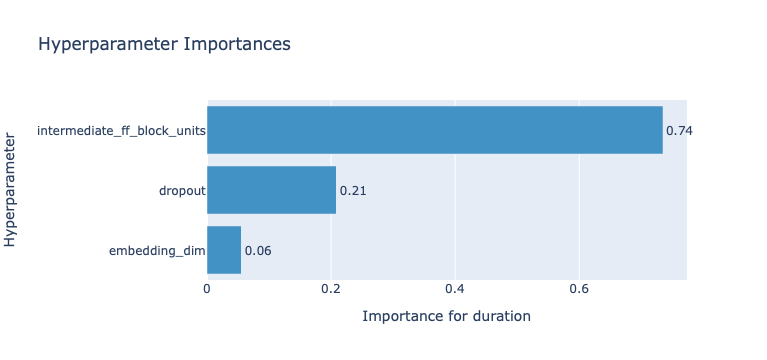 Hyperparameter Importances
Hyperparameter
intermediate_ff_block_units
0.74
dropout
0.21
embedding_dim
0.06
0
0.2
0.4
0.6
Importance for duration